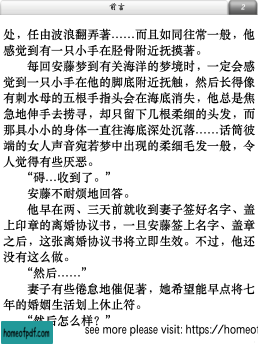 前言
2
处，任由波浪翻弄著……而且如同往常一般，他
感觉到有一只小手在胫骨附近抚摸著。
每回安藤梦到有关海洋的梦境时，一定会感
觉到一只小手在他的脚底附近抚触，然后长得像
有刺水母的五根手指头会在海底消失，他总是焦
急地伸手去捞寻，却只留下几根柔细的头发，而
那具小小的身体一直往海底深处沉落……话筒彼
端的女人声音宛若梦中出现的柔细毛发一般，令
人觉得有些厌恶。
“碍…收到了。”
安藤不耐烦地回答。
他早在两、三天前就收到妻子签好名字、盖
上印章的离婚协议书，一旦安藤签上名字、盖章
之后，这张离婚协议书将立即生效。不过，他还
没有这么做。
“然后……”
妻子有些倦怠地催促著，她希望能早点将七
年的婚姻生活划上休止符。
“然后怎么样？”
homeofpdf.com
see more please visit: https://homeof